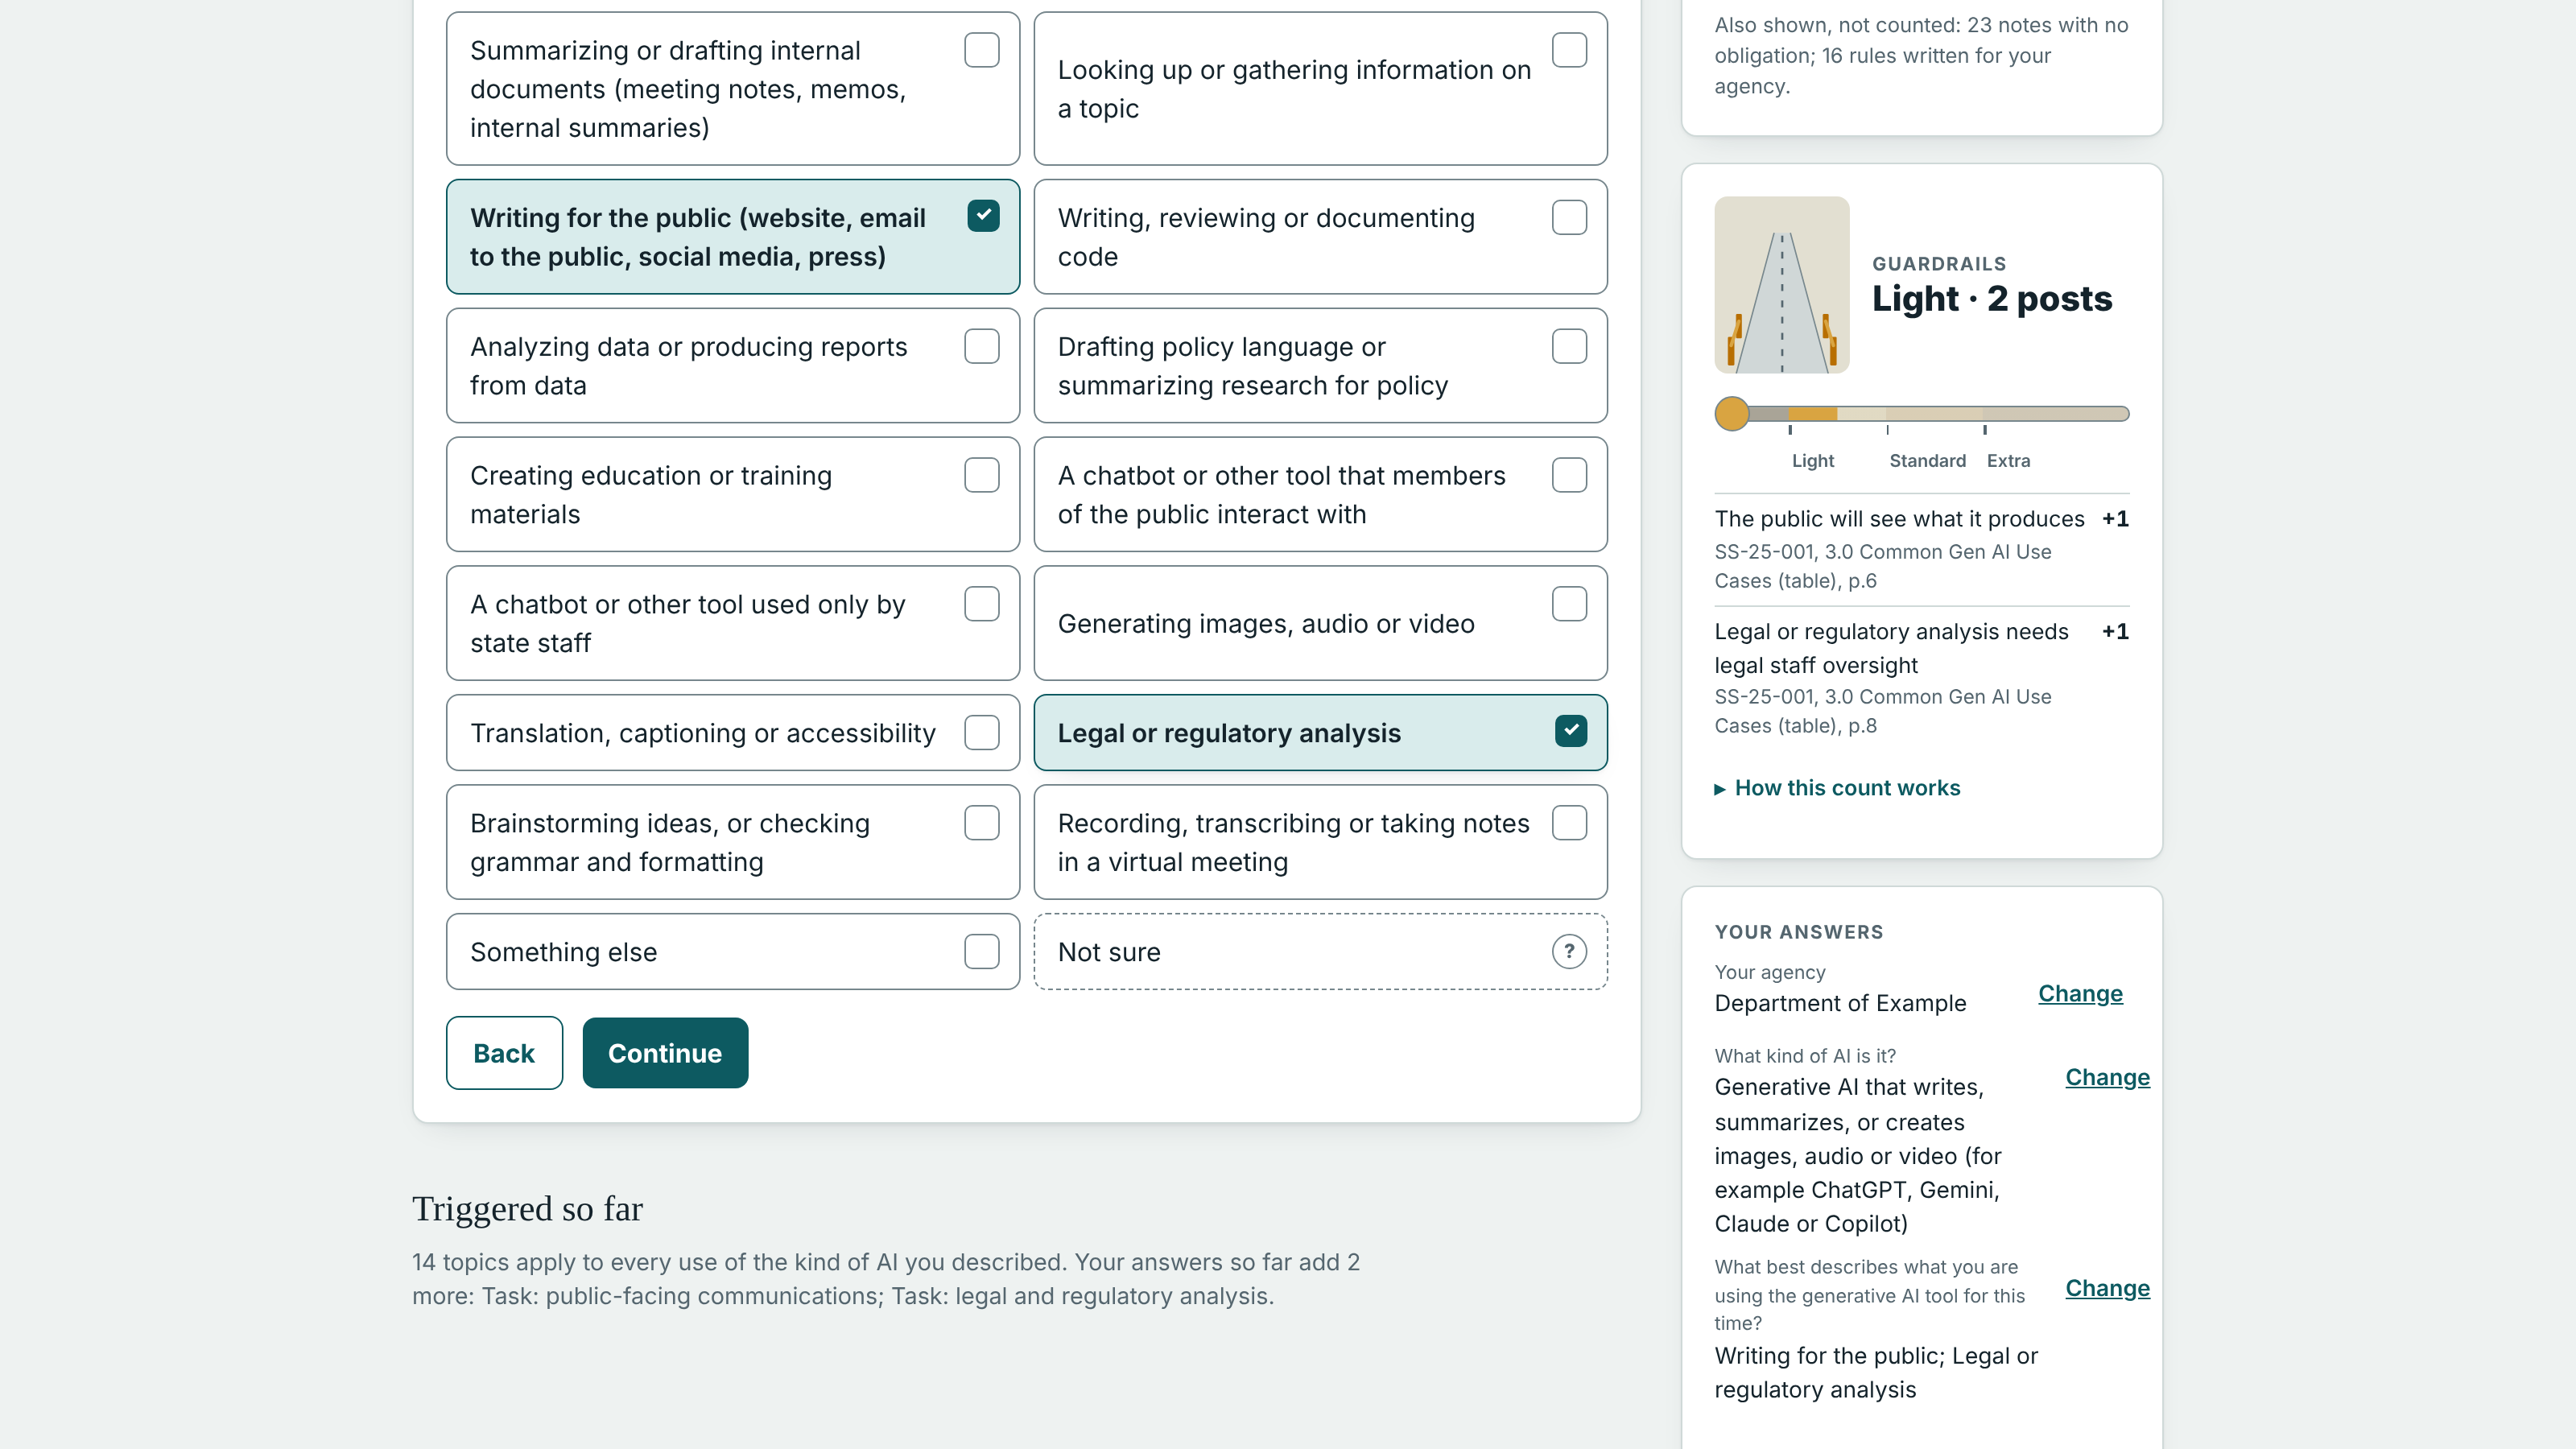 Summarizing or drafting internal
documents (meeting notes, memos,
internal summaries)
Looking up or gathering information on
a topic
Writing for the public (website, email
to the public, social media, press)
Writing, reviewing or documenting
code
Analyzing data or producing reports
from data
Drafting policy language or
summarizing research for policy
Creating education or training
materials
A chatbot or other tool that members
of the public interact with
A chatbot or other tool used only by
state staff
Generating images, audio or video
Translation, captioning or accessibility
Legal or regulatory analysis
Brainstorming ideas, or checking
grammar and formatting
Recording, transcribing or taking notes
in a virtual meeting
Something else
Not sure
?
Back
Continue
Triggered so far
14 topics apply to every use of the kind of AI you described. Your answers so far add 2
more: Task: public-facing communications; Task: legal and regulatory analysis.
Also shown, not counted: 23 notes with no
obligation; 16 rules written for your
agency.
GUARDRAILS
Light · 2 posts
Light
Standard
Extra
The public will see what it produces +1
SS-25-001, 3.0 Common Gen AI Use
Cases (table), p.6
Legal or regulatory analysis needs +1
legal staff oversight
SS-25-001, 3.0 Common Gen AI Use
Cases (table), p.8
▸ How this count works
YOUR ANSWERS
Your agency
Department of Example
Change
What kind of AI is it?
Change
Generative AI that writes,
summarizes, or creates
images, audio or video (for
example ChatGPT, Gemini,
Claude or Copilot)
What best describes what you are
using the generative AI tool for this
time?
Change
Writing for the public; Legal or
regulatory analysis